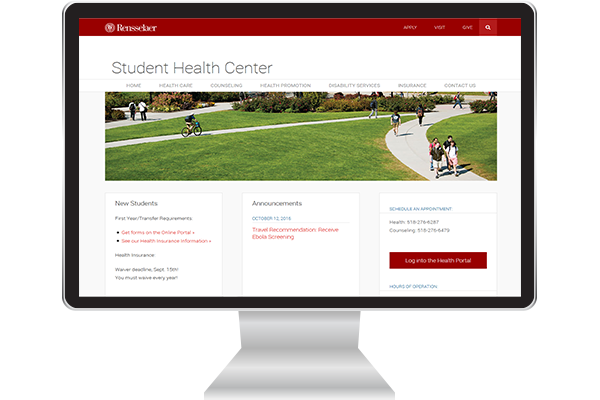 Rensselaer
APPLY VISIT GIVE
Student Health Center
HOME HEALTH CARE COUNSELING HEALTH PROMOTION DISABILITY SERVICES INSURANCE CONTACT US
New Students
First Year/Transfer Requirements
Get forms on the Online Portal »
See our Health Insurance Information »
Health Insurance:
Waiver deadline, Sept. 15th!
You must waive every year!
Announcements
OCTOBER 12, 2015
Travel Recommendation: Receive
Ebola Screening
SCHEDULE AN APPOINTMENT
Health: 518-276-6287
Counseling: 518-276-6479
Log into the Health Portal
HOURS OF OPERATION